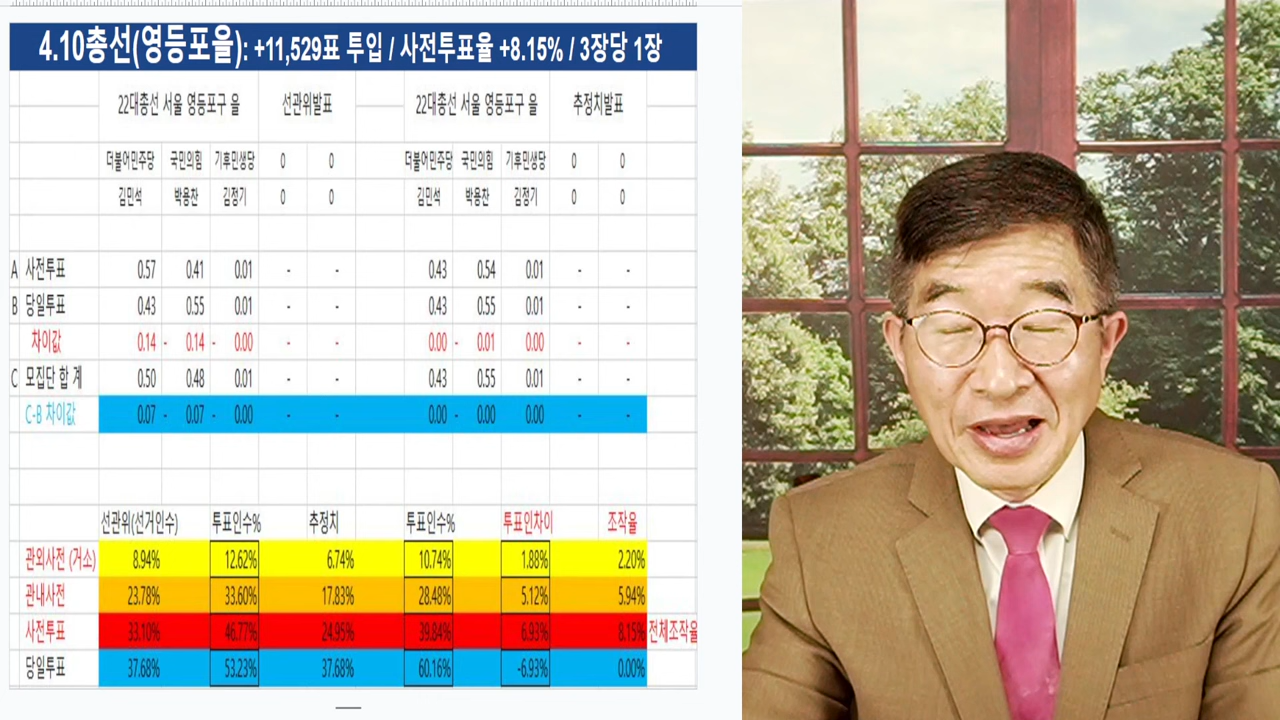 4.10총선(영등포을): +11,529표 투입 / 사전투표율 +8.15% / 3장당 1장
22대총선 서울 영등포구 을 선관위발표 22대총선 서울 영등포구 을 추정치발표
더불어민주당 국민의힘 기후민생당 0 0 더불어민주당 국민의힘 기후민생당 0 0
김민석 박용찬 김정기 0 0 김민석 박용찬 김정기 0 0
A 사전투표 0.57 0.41 0.01 - - 0.43 0.54 0.01 - -
B 당일투표 0.43 0.55 0.01 - - 0.43 0.55 0.01 - -
차이값 0.14 - 0.14 - 0.00 - - 0.00 - 0.01 0.00 - -
C 모집단 합 계 0.50 0.48 0.01 - - 0.43 0.55 0.01 - -
C-B 차이값 0.07 - 0.07 - 0.00 - - 0.00 - 0.00 0.00 - -
선관위(선거인수) 투표인수% 추정치 투표인수% 투표인차이 조작율
관외사전 (거소) 8.94% 12.62% 6.74% 10.74% 1.88% 2.20%
관내사전 23.78% 33.60% 17.83% 28.48% 5.12% 5.94%
사전투표 33.10% 46.77% 24.95% 39.84% 6.93% 8.15% 전체조작율
당일투표 37.68% 53.23% 37.68% 60.16% -6.93% 0.00%